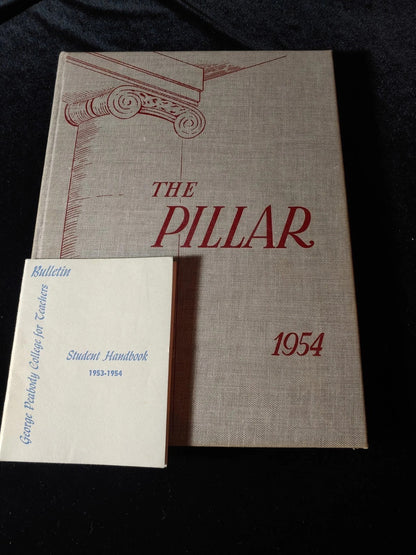 THE
PILLAR
1954
Bulletin
George Peabody College for Teachers
Student Handbook
1953-1954